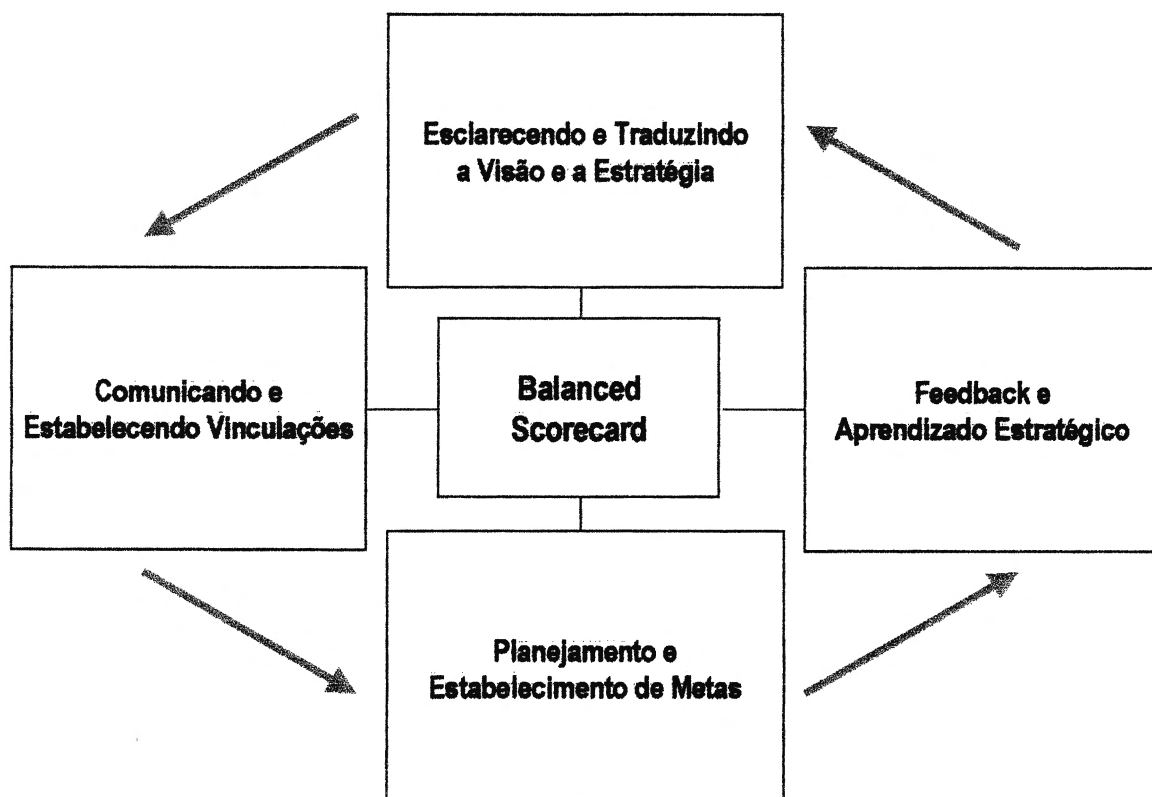 Esclarecendo e Traduzindo
a Visão e a Estratégia
Comunicando e
Estabelecendo Vinculações
Balanced
Scorecard
Feedback e
Aprendizado Estratégico
Planejamento e
Estabelecimento de Metas